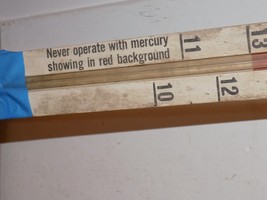 Never operate with mercury
showing in red background
11
13
10
12